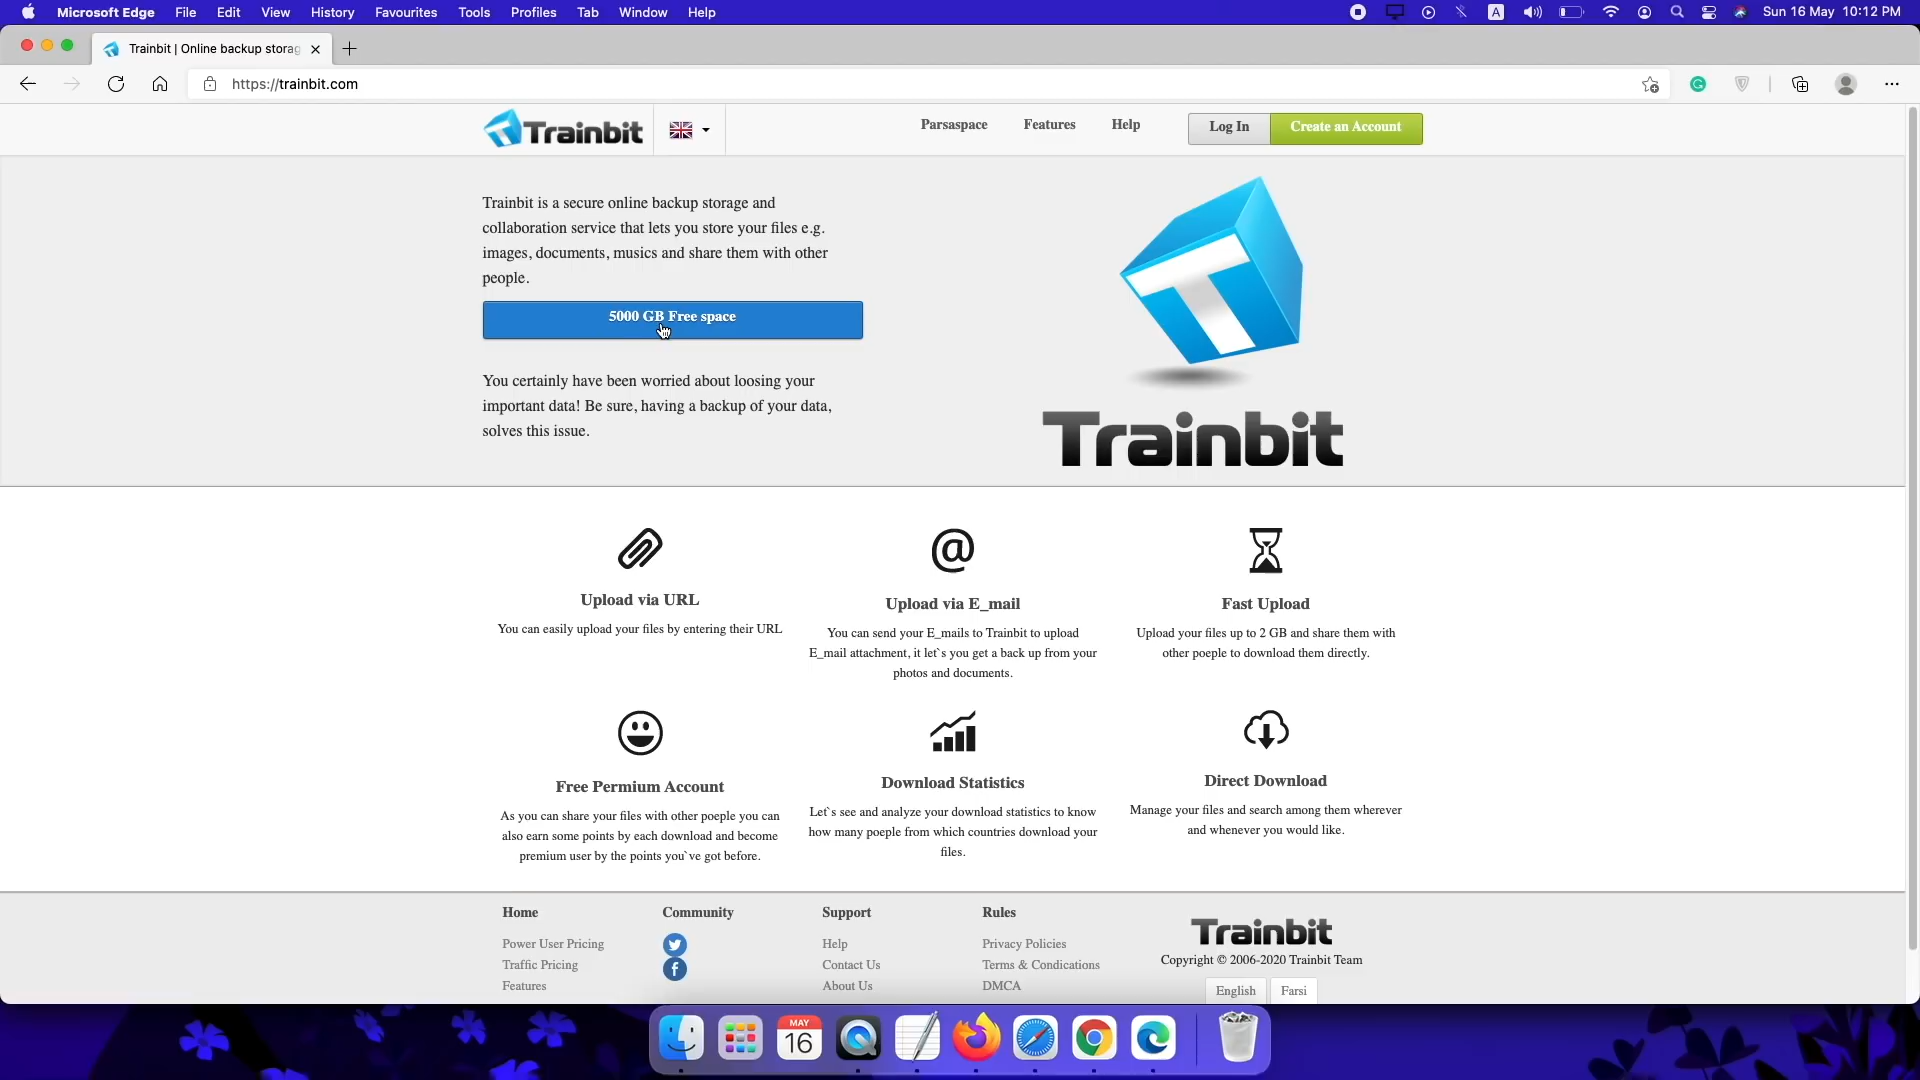 Microsoft Edge File Edit View History Favourites Tools Profiles Tab Window Help A Sun 16 May 10:12 PM
Trainbit | Online backup storag
https://trainbit.com
Trainbit Parsaspace Features Help Log In Create an Account
Trainbit is a secure online backup storage and
collaboration service that lets you store your files e.g.
images, documents, musics and share them with other
people.
5000 GB Free space
You certainly have been worried about loosing your
important data! Be sure, having a backup of your data,
solves this issue.
Trainbit
Upload via URL
You can easily upload your files by entering their URL
Upload via E_mail
You can send your E_mails to Trainbit to upload
E_mail attachment, it let`s you get a back up from your
photos and documents.
Fast Upload
Upload your files up to 2 GB and share them with
other poeple to download them directly.
Free Permium Account
As you can share your files with other poeple you can
also earn some points by each download and become
premium user by the points you`ve got before.
Download Statistics
Let`s see and analyze your download statistics to know
how many poeple from which countries download your
files.
Direct Download
Manage your files and search among them wherever
and whenever you would like.
Home
Power User Pricing
Traffic Pricing
Features
Community
Support
Help
Contact Us
About Us
Rules
Privacy Policies
Terms & Condications
DMCA
Trainbit
Copyright © 2006-2020 Trainbit Team
English Farsi
MAY
16